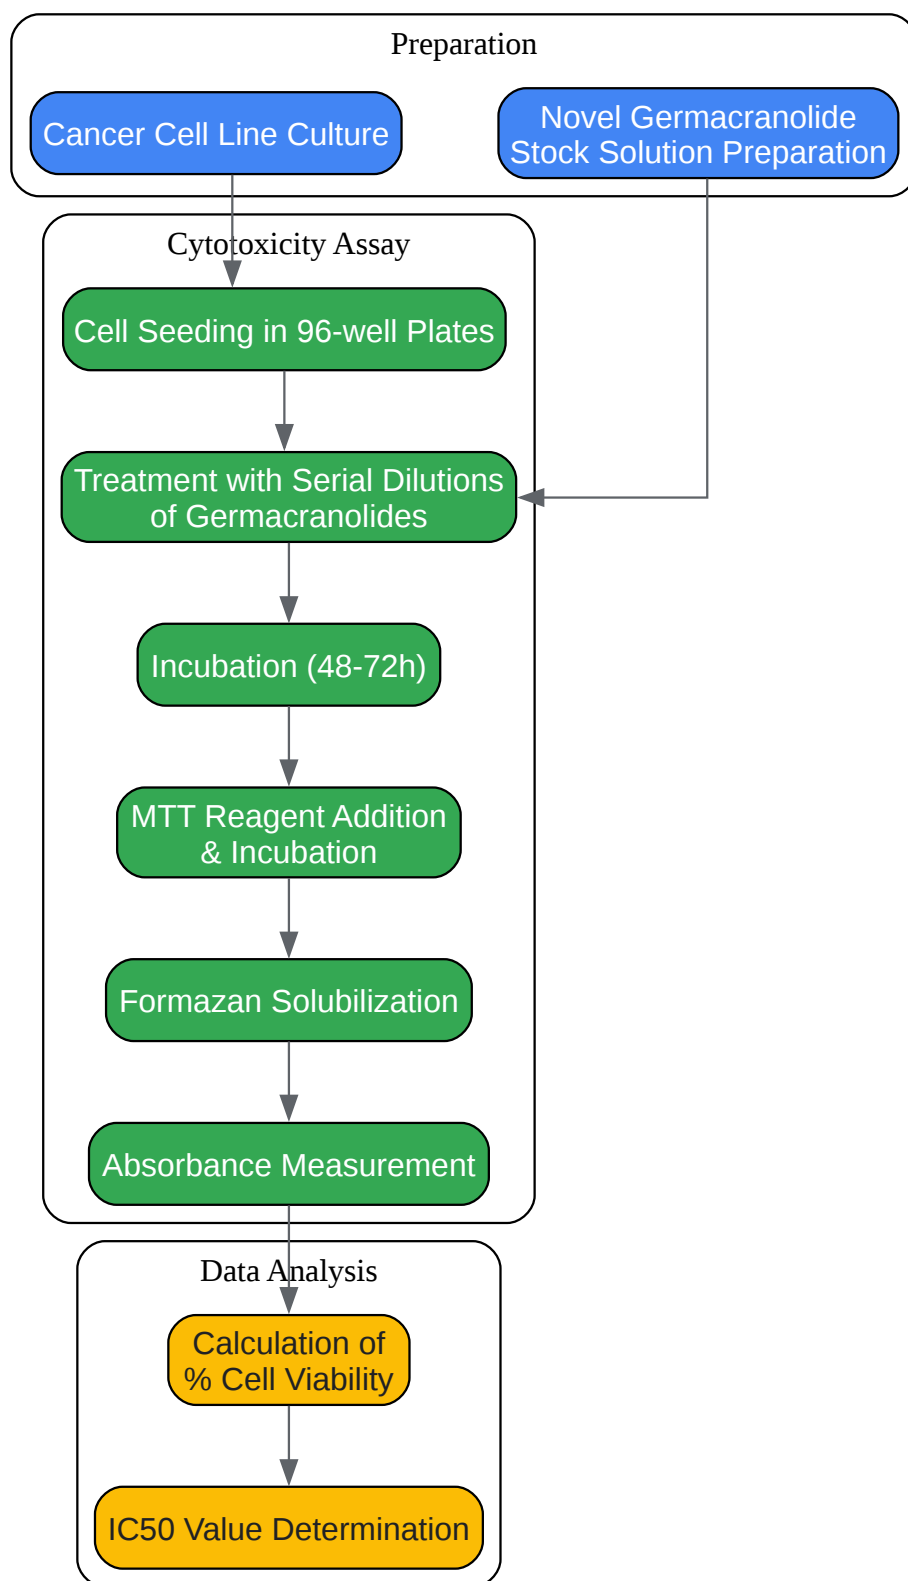 Preparation
Cancer Cell Line Culture
Novel Germacranolide
Stock Solution Preparation
Cytotoxicity Assay
Cell Seeding in 96-well Plates
Treatment with Serial Dilutions
of Germacranolides
Incubation (48-72h)
MTT Reagent Addition
& Incubation
Formazan Solubilization
Absorbance Measurement
Data Analysis
Calculation of
% Cell Viability
IC50 Value Determination